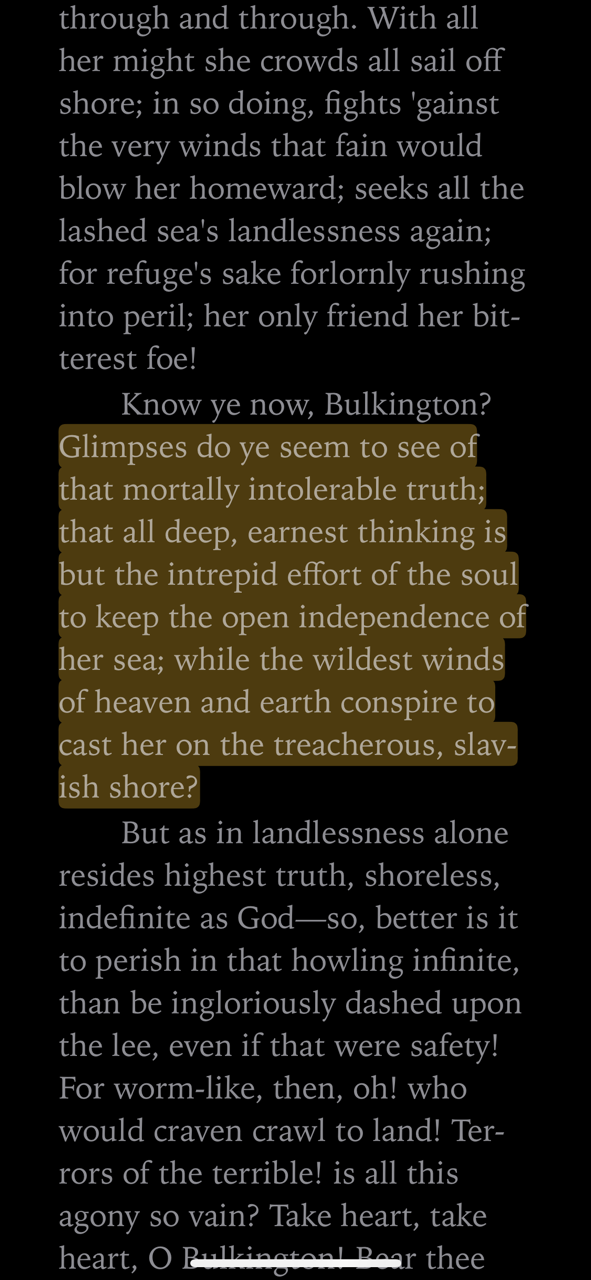 through and through. With all
her might she crowds all sail off
shore; in so doing, fights 'gainst
the very winds that fain would
blow her homeward; seeks all the
lashed sea's landlessness again;
for refuge's sake forlornly rushing
into peril; her only friend her bit-
terest foe!
Know ye now, Bulkington?
Glimpses do ye seem to see of
that mortally intolerable truth;
that all deep, earnest thinking is
but the intrepid effort of the soul
to keep the open independence of
her sea; while the wildest winds
of heaven and earth conspire to
cast her on the treacherous, slav-
ish shore?
But as in landlessness alone
resides highest truth, shoreless,
indefinite as God—so, better is it
to perish in that howling infinite,
than be ingloriously dashed upon
the lee, even if that were safety!
For worm-like, then, oh! who
would craven crawl to land! Ter-
rors of the terrible! is all this
agony so vain? Take heart, take
heart, O Bulkington! Bear thee